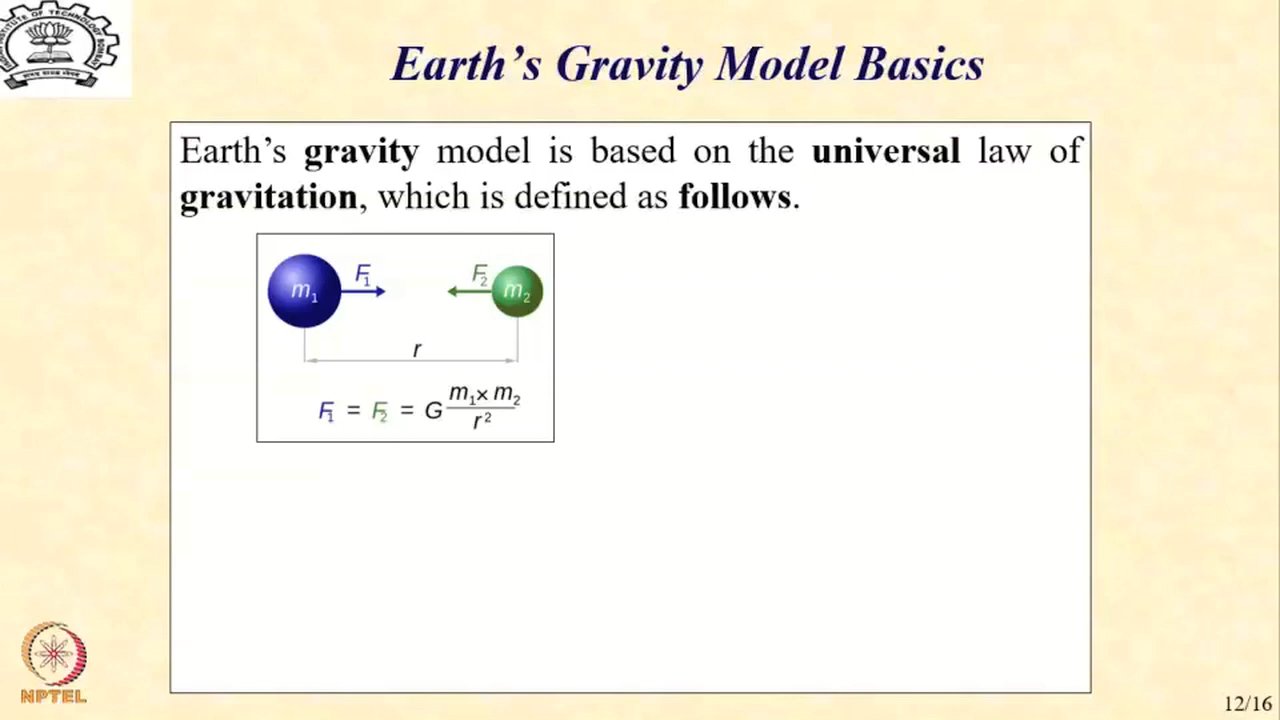 Earth's Gravity Model Basics
Earth's gravity model is based on the universal law of
gravitation, which is defined as follows.
m₁ F₁ F₂ m₂
r
F₁ = F₂ = G m₁ × m₂ / r²
NPTEL
12/16